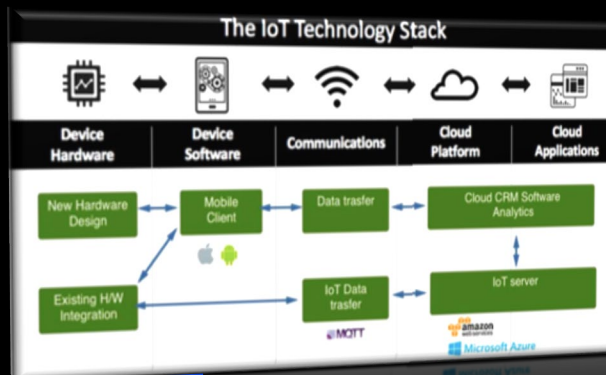 The IoT Technology Stack
Device
Hardware
Device
Software
Communications
Cloud
Platform
Cloud
Applications
New Hardware
Design
Mobile
Client
Data trasfer
Cloud CRM Software
Analytics
Existing H/W
Integration
IoT Data
trasfer
IoT server
MQTT
amazon
webservices
Microsoft Azure